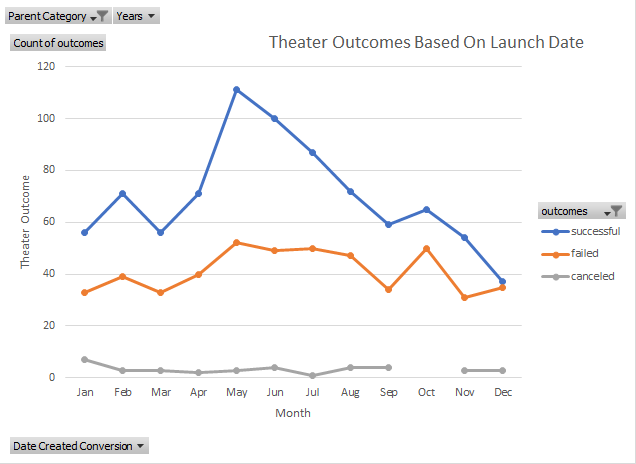 Parent Category Years
Count of outcomes
Theater Outcomes Based On Launch Date
120
100
80
60
40
20
0
Theater Outcome
Jan Feb Mar Apr May Jun Jul Aug Sep Oct Nov Dec
Month
outcomes
successful
failed
canceled
Date Created Conversion